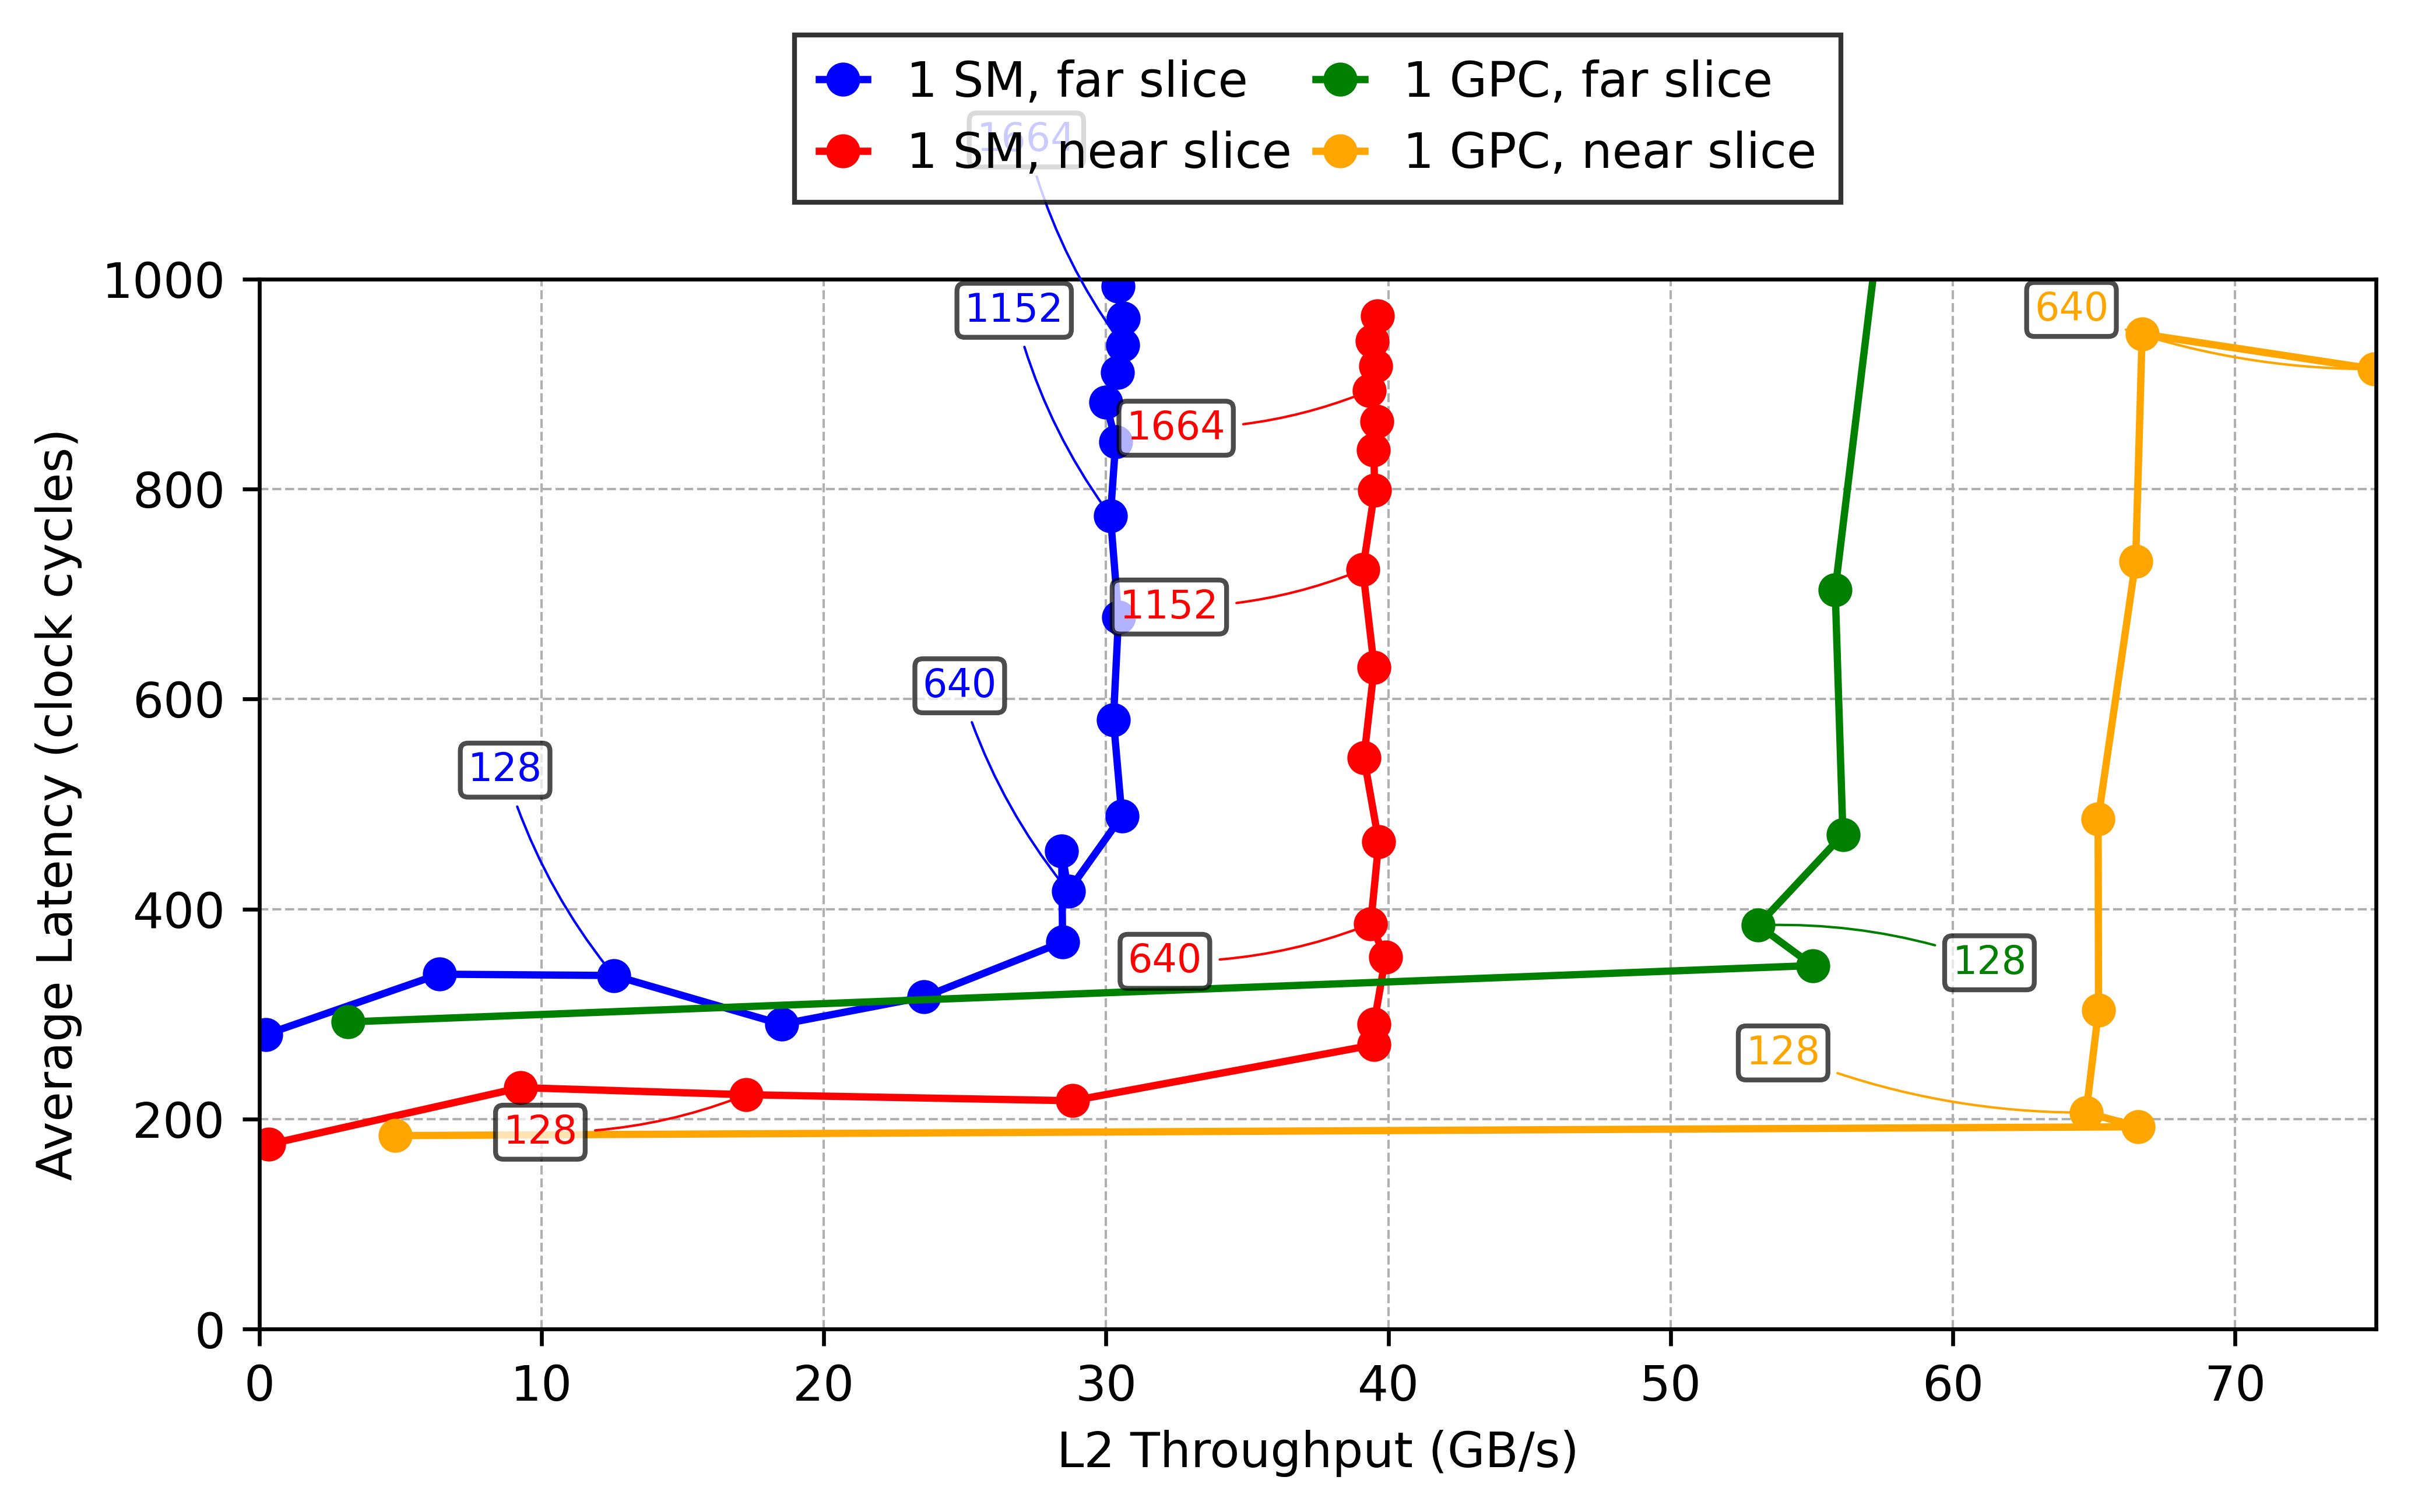 1 SM, far slice
1 GPC, far slice
1664
1 SM, near slice
1 GPC, near slice
1000
1152
640
1664
800
1152
640
600
128
400
640
128
128
200
128
0
0 10 20 30 40 50 60 70
Average Latency (clock cycles)
L2 Throughput (GB/s)